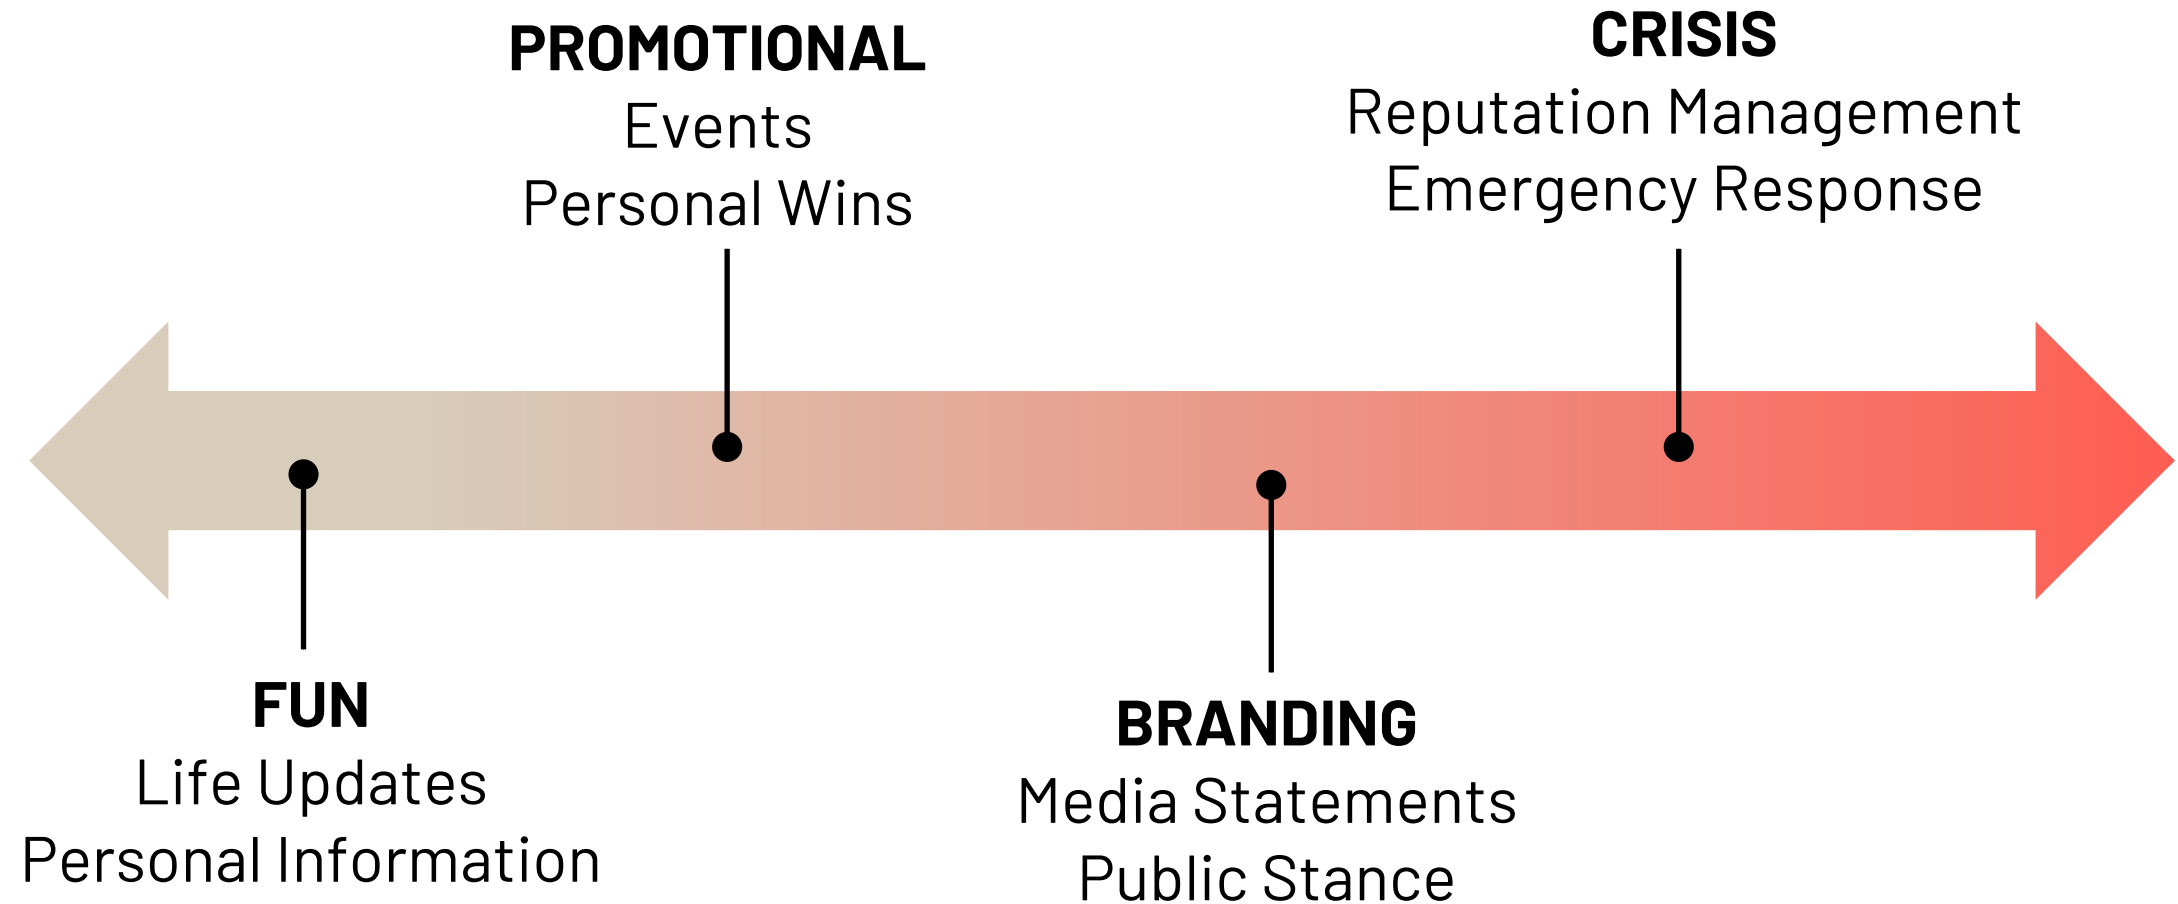 PROMOTIONAL
Events
Personal Wins
CRISIS
Reputation Management
Emergency Response
FUN
Life Updates
Personal Information
BRANDING
Media Statements
Public Stance